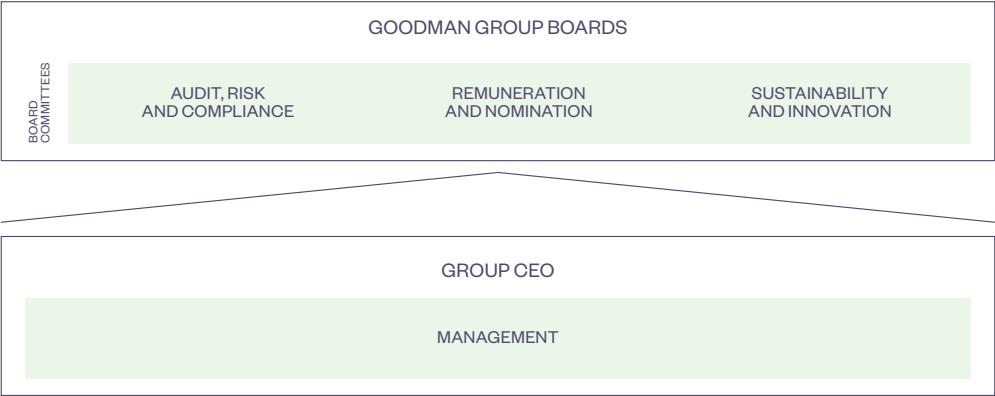 GOODMAN GROUP BOARDS
BOARD
COMMITTEES
AUDIT, RISK
AND COMPLIANCE
REMUNERATION
AND NOMINATION
SUSTAINABILITY
AND INNOVATION
GROUP CEO
MANAGEMENT